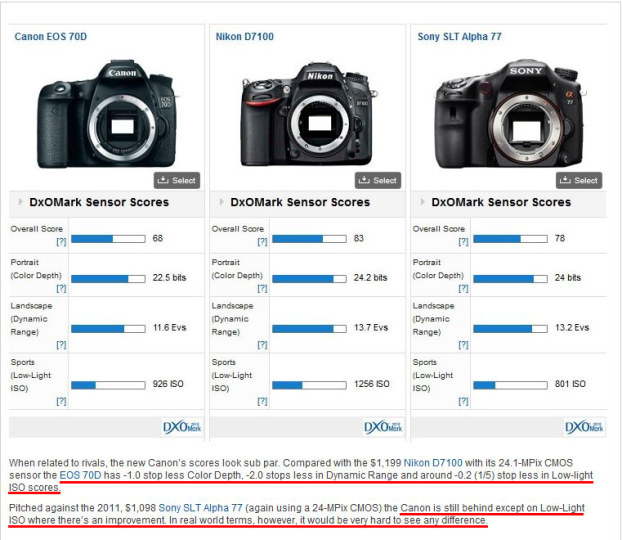 Canon EOS 70D
Nikon D7100
Sony SLT Alpha 77
Canon
EOS
70D
Nikon
D7100
SONY
α
77
Select
Select
Select
DxOMark Sensor Scores
DxOMark Sensor Scores
DxOMark Sensor Scores
Overall Score
[?]
68
Overall Score
[?]
83
Overall Score
[?]
78
Portrait
(Color Depth)
[?]
22.5 bits
Portrait
(Color Depth)
[?]
24.2 bits
Portrait
(Color Depth)
[?]
24 bits
Landscape
(Dynamic
Range)
[?]
11.6 Evs
Landscape
(Dynamic
Range)
[?]
13.7 Evs
Landscape
(Dynamic
Range)
[?]
13.2 Evs
Sports
(Low-Light
ISO)
[?]
926 ISO
Sports
(Low-Light
ISO)
[?]
1256 ISO
Sports
(Low-Light
ISO)
[?]
801 ISO
DXO Mark
DXO Mark
DXO Mark
When related to rivals, the new Canon's scores look sub par. Compared with the $1,199 Nikon D7100 with its 24.1-MPix CMOS
sensor the EOS 70D has -1.0 stop less Color Depth, -2.0 stops less in Dynamic Range and around -0.2 (1/5) stop less in Low-light
ISO scores.
Pitched against the 2011, $1,098 Sony SLT Alpha 77 (again using a 24-MPix CMOS) the Canon is still behind except on Low-Light
ISO where there's an improvement. In real world terms, however, it would be very hard to see any difference.